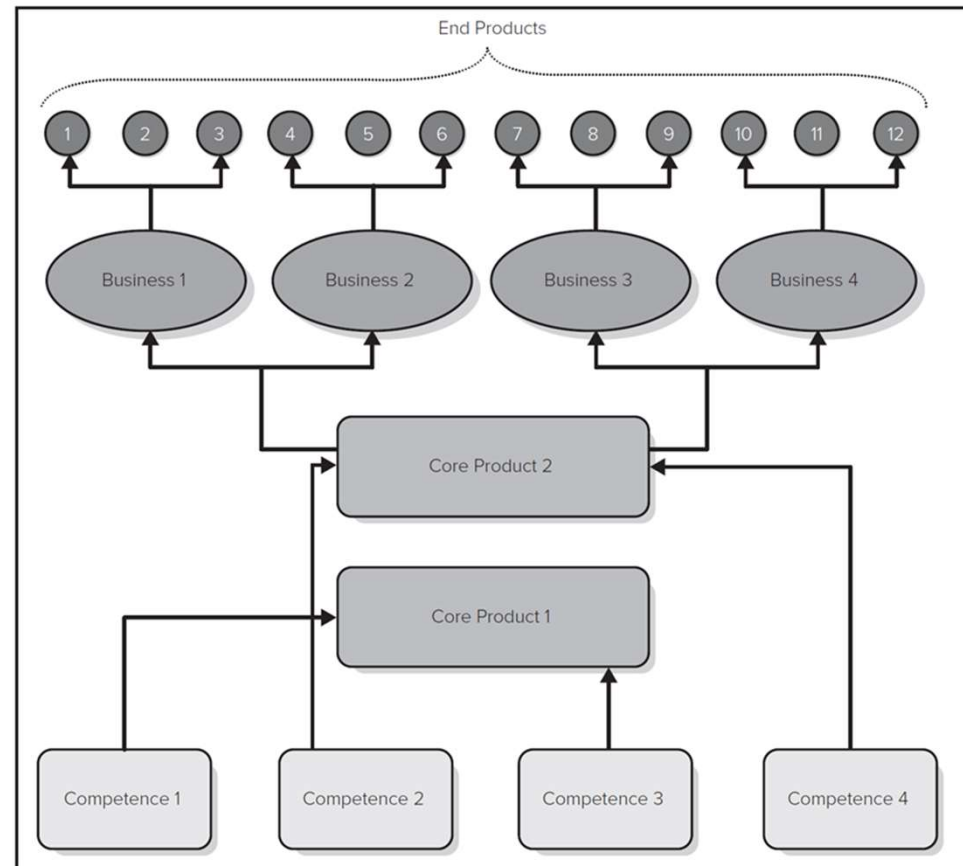 End Products
1 2 3 4 5 6 7 8 9 10 11 12
Business 1 Business 2 Business 3 Business 4
Core Product 2
Core Product 1
Competence 1 Competence 2 Competence 3 Competence 4